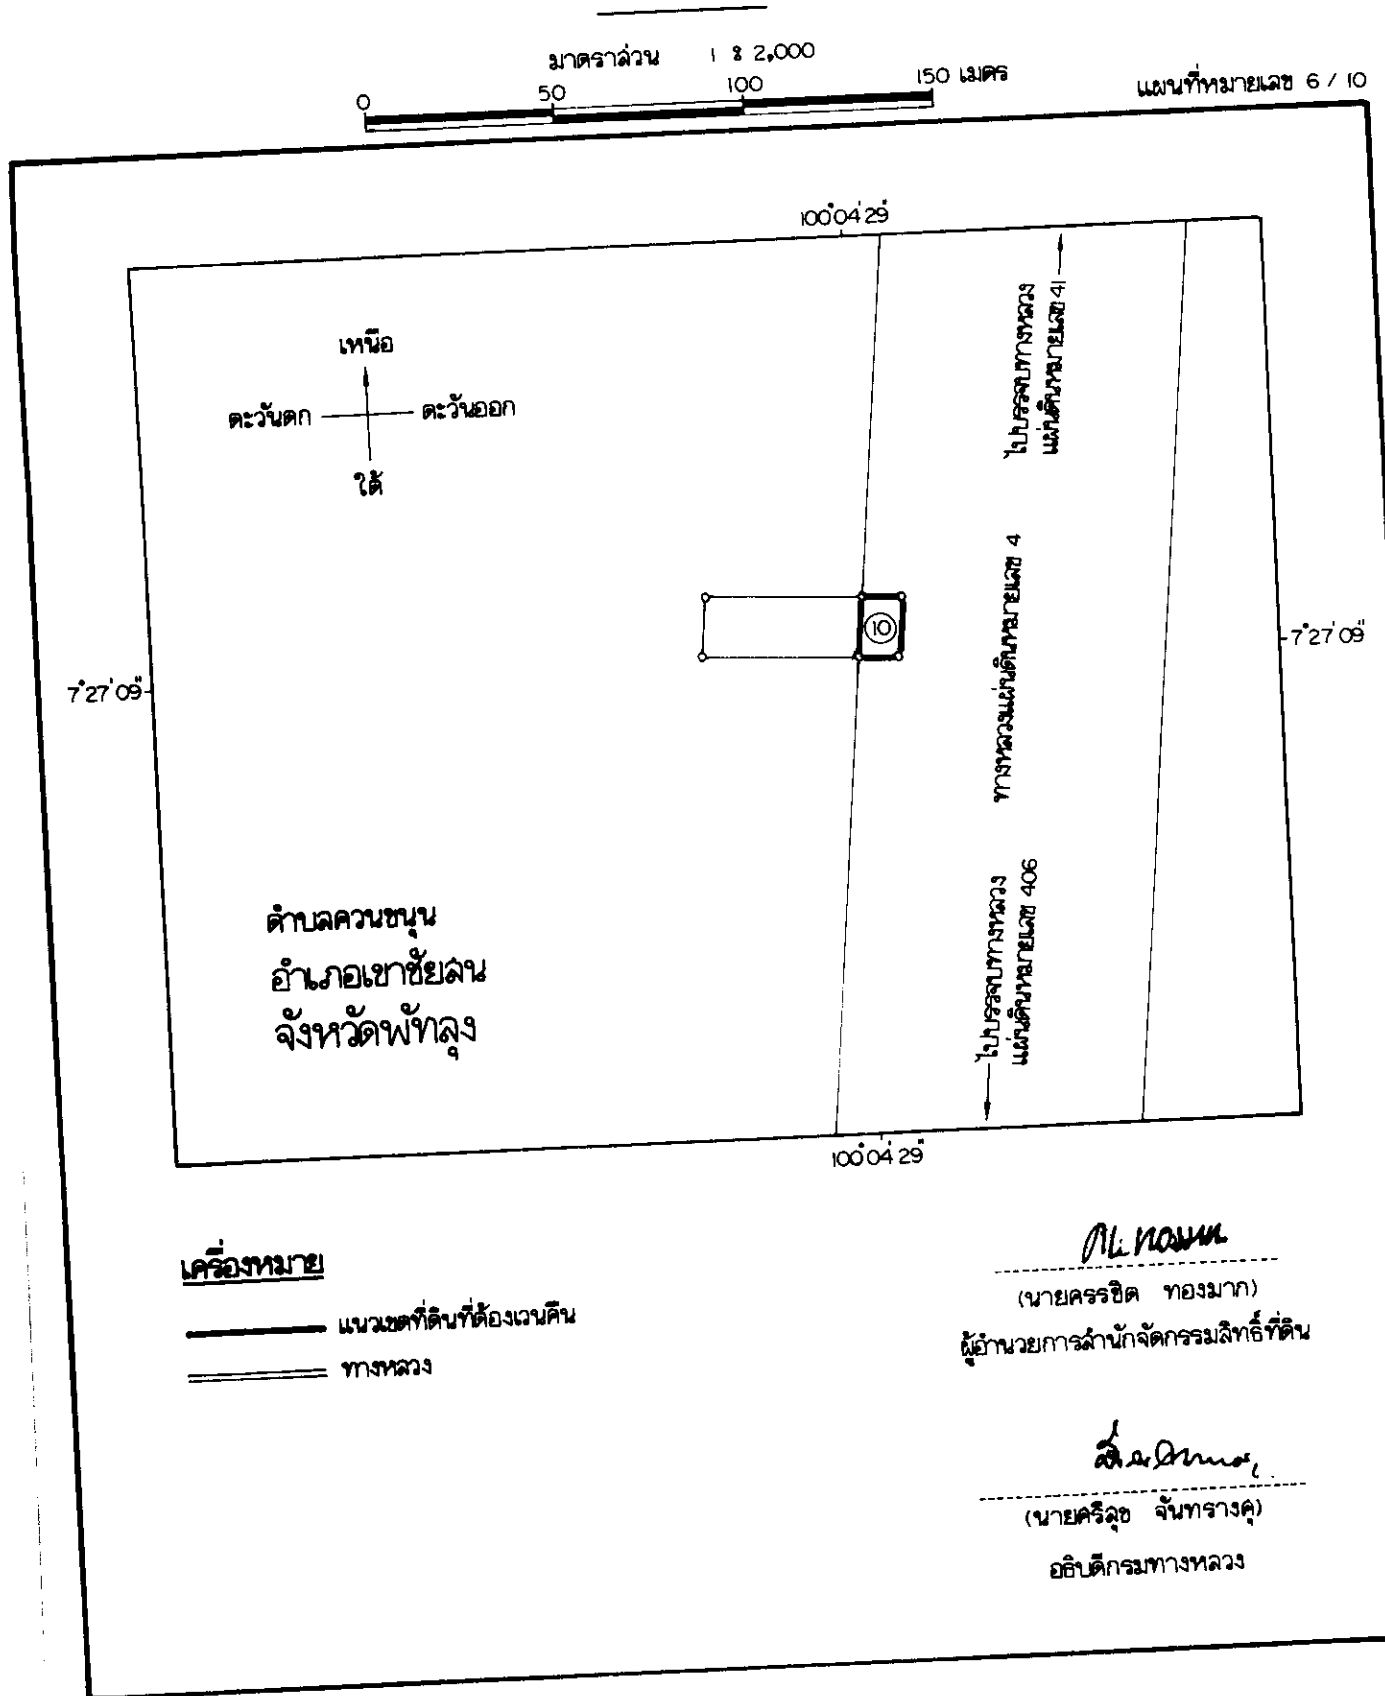 มาตราส่วน 1 : 2,000
0 50 100 150 เมตร
แผนที่หมายเลข 6 / 10
100°04'29"
เหนือ
ตะวันตก ตะวันออก
ใต้
ไปบรรจบทางหลวง
แผ่นดินหมายเลข 41
ทางหลวงแผ่นดินหมายเลข 4
10
7°27'09"
7°27'09"
ไปบรรจบทางหลวง
แผ่นดินหมายเลข 406
ตำบลควนขนุน
อำเภอเขาชัยสน
จังหวัดพัทลุง
100°04'29"
เครื่องหมาย
แนวเขตที่ดินที่ต้องเวนคืน
ทางหลวง
(นายครรชิต ทองมาก)
ผู้อำนวยการสำนักจัดกรรมสิทธิ์ที่ดิน
(นายศรีสุข จันทรางศุ)
อธิบดีกรมทางหลวง